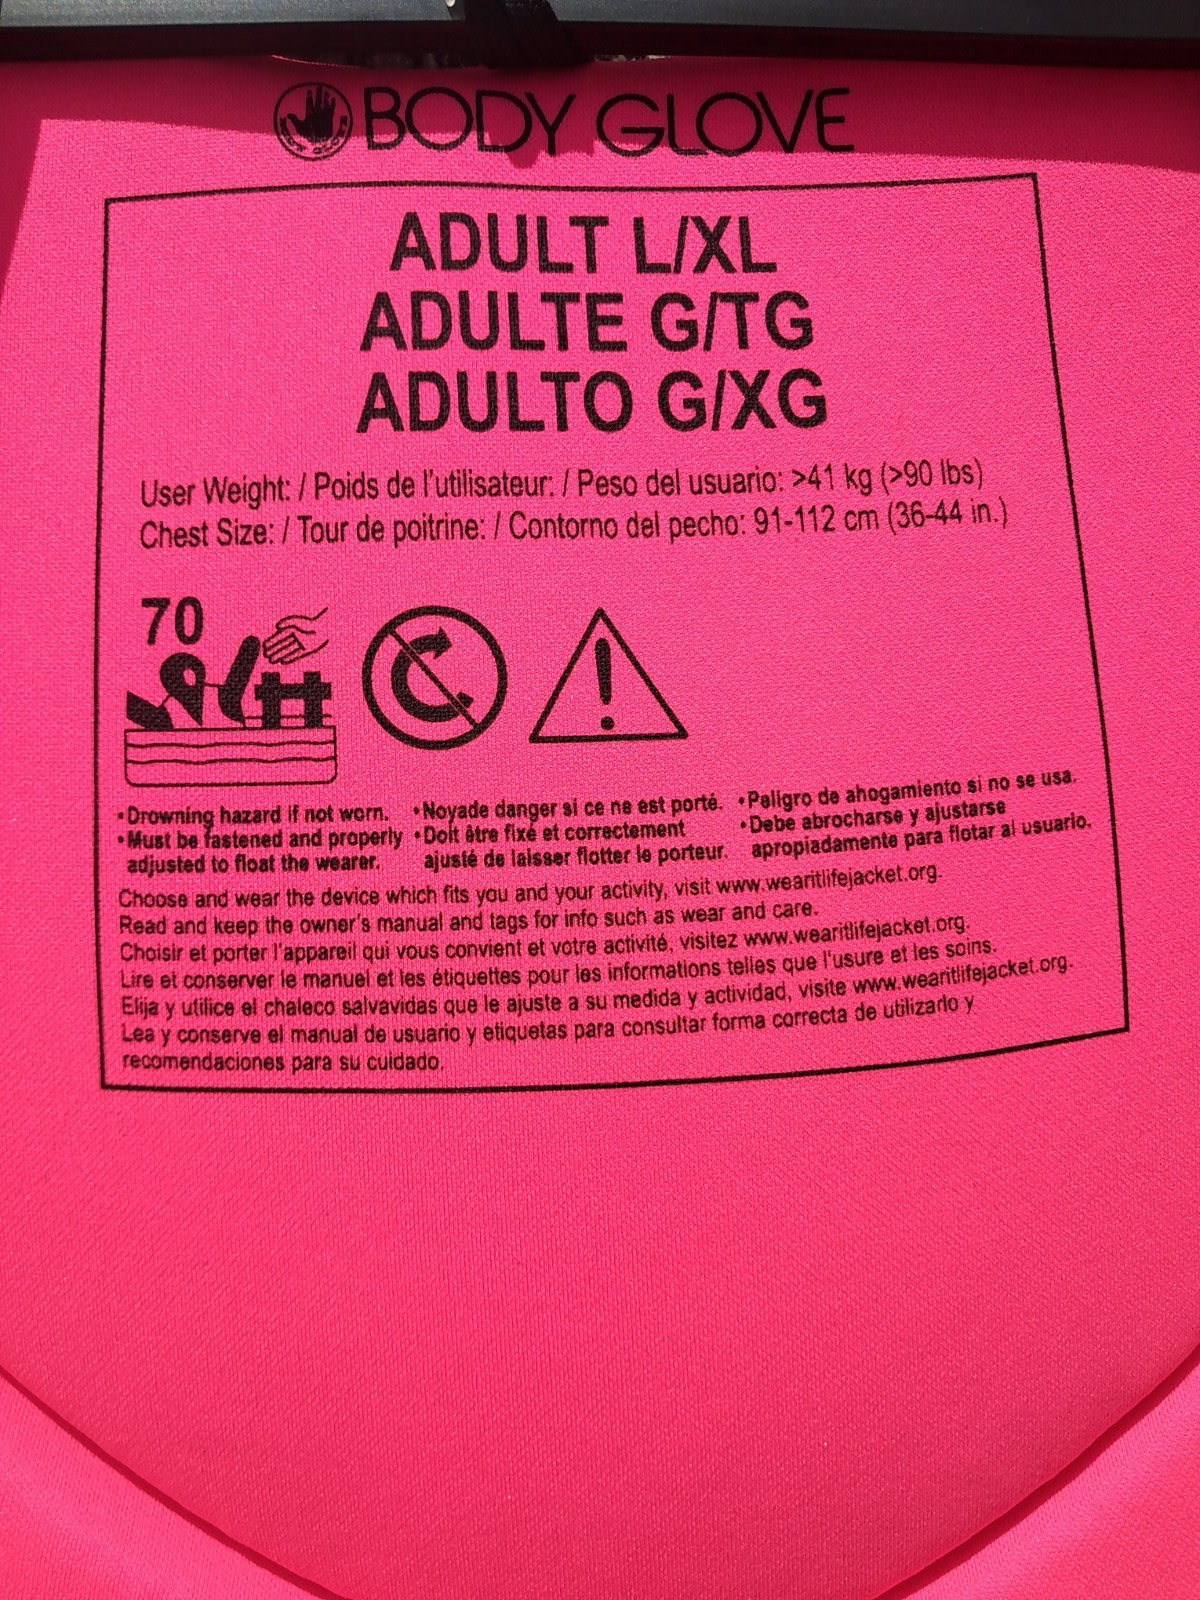 BODY GLOVE
ADULT L/XL
ADULTE G/TG
ADULTO G/XG
User Weight: / Poids de l'utilisateur: / Peso del usuario: >41 kg (>90 lbs)
Chest Size: / Tour de poitrine: / Contorno del pecho: 91-112 cm (36-44 in.)
70
•Drowning hazard if not worn.
•Must be fastened and properly
adjusted to float the wearer.
•Noyade danger si ce ne est porté.
•Doit être fixé et correctement
ajusté de laisser flotter le porteur.
•Peligro de ahogamiento si no se usa.
•Debe abrocharse y ajustarse
apropiadamente para flotar al usuario.
Choose and wear the device which fits you and your activity, visit www.wearitlifejacket.org.
Read and keep the owner's manual and tags for info such as wear and care.
Choisir et porter l'appareil qui vous convient et votre activité, visitez www.wearitlifejacket.org.
Lire et conserver le manuel et les étiquettes pour les informations telles que l'usure et les soins.
Elija y utilice el chaleco salvavidas que le ajuste a su medida y actividad, visite www.wearitlifejacket.org.
Lea y conserve el manual de usuario y etiquetas para consultar forma correcta de utilizarlo y
recomendaciones para su cuidado.